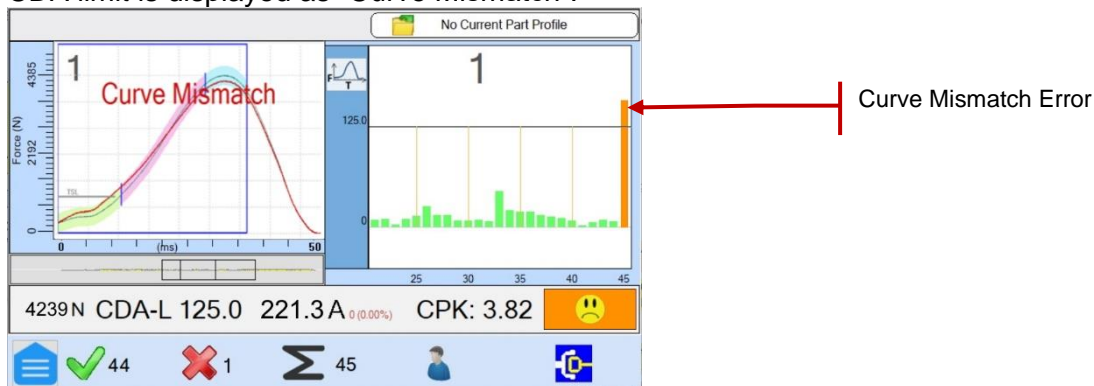 limit is displayed as "Curve Mismatch".
No Current Part Profile
1
Curve Mismatch
Force (N)
4385
2192
0
TSL
0 (ms) 50
F
T
1
125.0
0
25 30 35 40 45
Curve Mismatch Error
4239 N CDA-L 125.0 221.3 A 0 (0.00%) CPK: 3.82
44 1 45